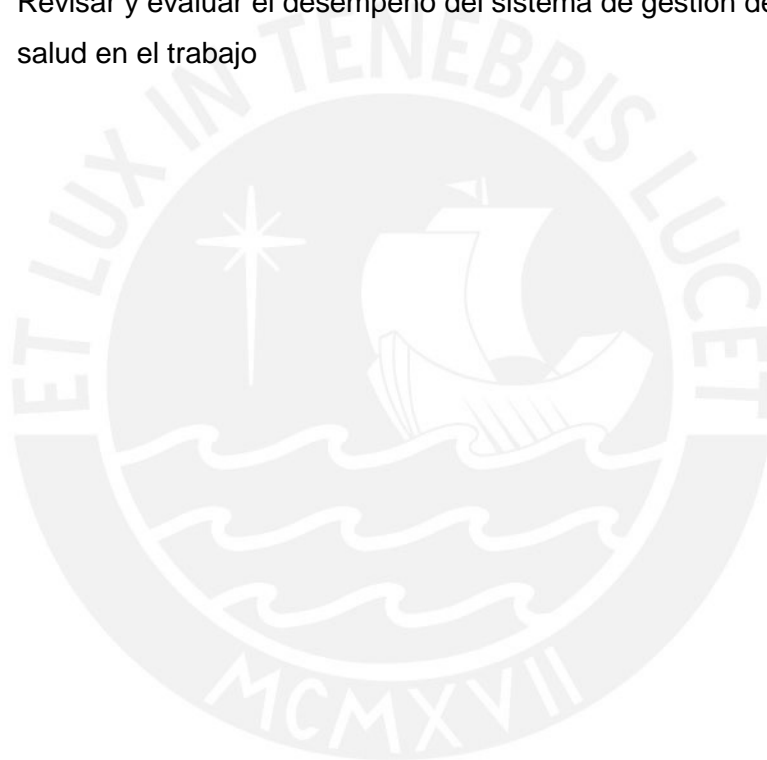 Revisar y evaluar el desempeño del sistema de gestión de
salud en el trabajo
ET LUX IN TENEBRIS LUCET
MCMXVII